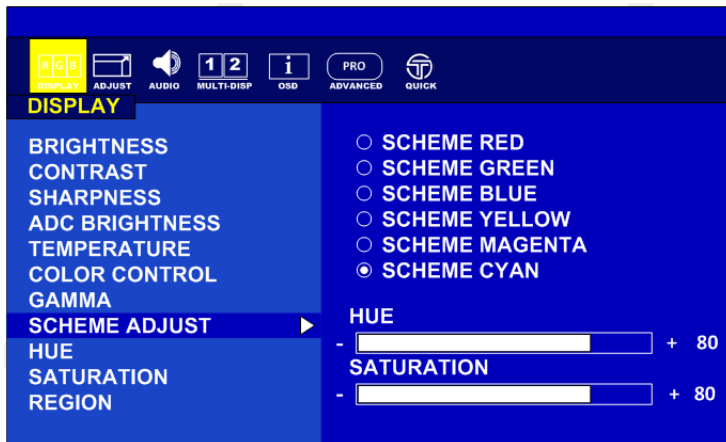 RGB
DISPLAY
ADJUST
AUDIO
1 2
MULTI-DISP
i
OSD
PRO
ADVANCED
QUICK
DISPLAY
BRIGHTNESS
CONTRAST
SHARPNESS
ADC BRIGHTNESS
TEMPERATURE
COLOR CONTROL
GAMMA
SCHEME ADJUST
HUE
SATURATION
REGION
SCHEME RED
SCHEME GREEN
SCHEME BLUE
SCHEME YELLOW
SCHEME MAGENTA
SCHEME CYAN
HUE
- + 80
SATURATION
- + 80